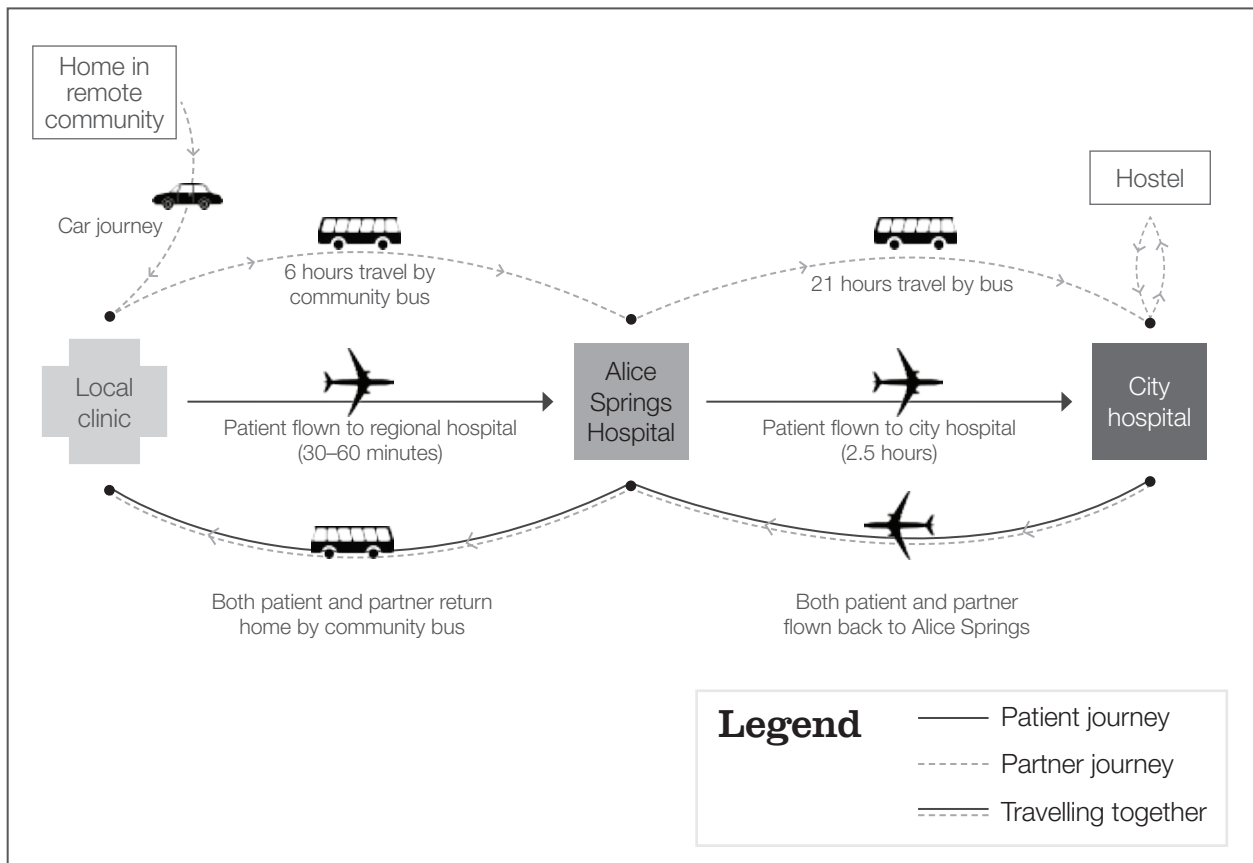 Home in
remote
community
Car journey
6 hours travel by
community bus
21 hours travel by bus
Hostel
Local
clinic
Patient flown to regional hospital
(30–60 minutes)
Alice
Springs
Hospital
Patient flown to city hospital
(2.5 hours)
City
hospital
Both patient and partner return
home by community bus
Both patient and partner
flown back to Alice Springs
Legend
Patient journey
Partner journey
Travelling together